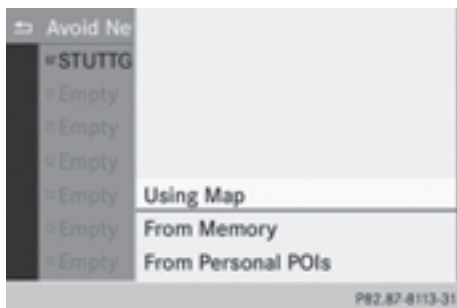 Avoid Ne
STUTTG
Empty
Empty
Empty
Empty
Empty
Empty
Using Map
From Memory
From Personal POIs
P82.87-8113-31